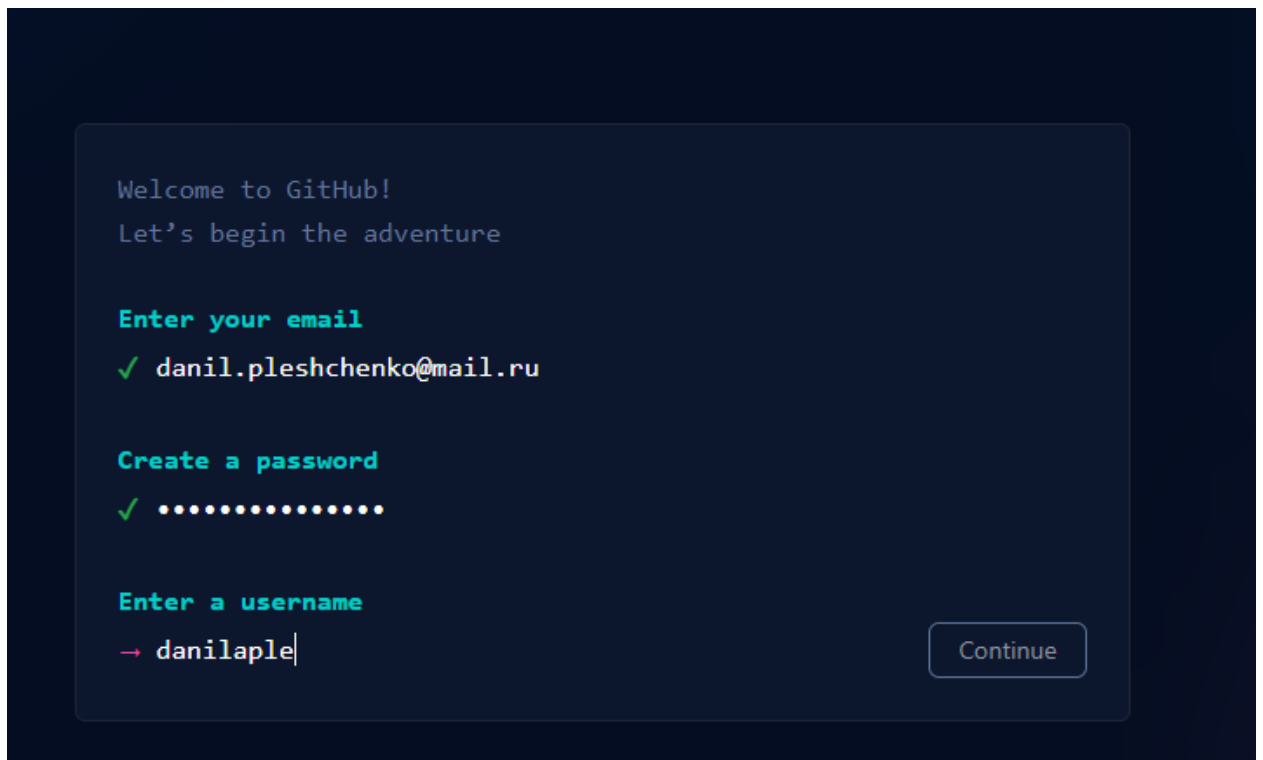 Welcome to GitHub!
Let’s begin the adventure
Enter your email
✓ danil.pleshchenko@mail.ru
Create a password
✓ •••••••••••••••
Enter a username
→ danilaple
Continue